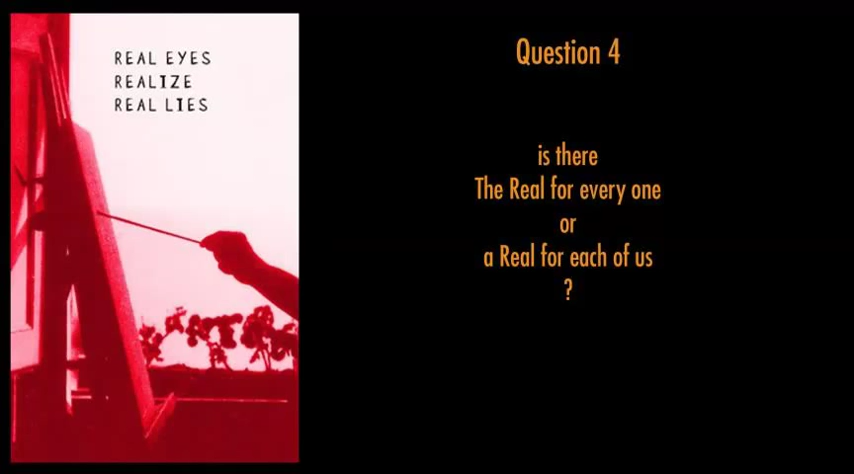 REAL EYES
REALIZE
REAL LIES
Question 4
is there
The Real for every one
or
a Real for each of us
?